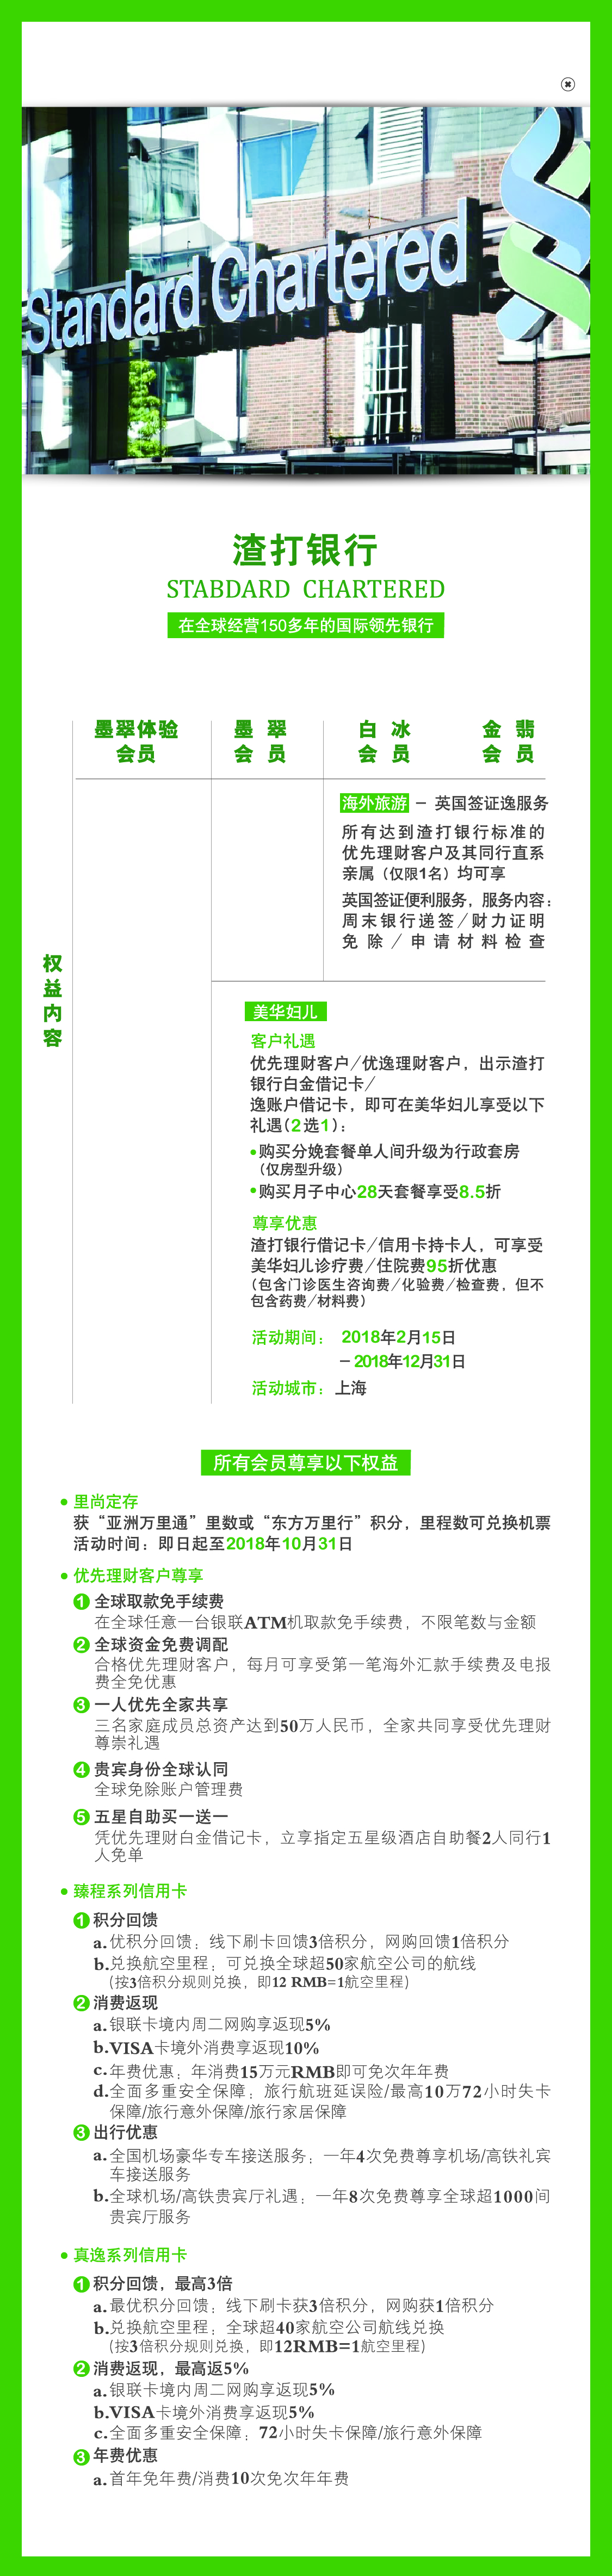 Standard Chartered
渣打银行
STABDARD CHARTERED
在全球经营150多年的国际领先银行
墨翠体验
会员
墨翠
会员
白冰
会员
金翡
会员
权益内容
海外旅游 - 英国签证逸服务
所有达到渣打银行标准的
优先理财客户及其同行直系
亲属（仅限1名）均可享
英国签证便利服务，服务内容：
周末银行递签/财力证明
免除/申请材料检查
美华妇儿
客户礼遇
优先理财客户/优逸理财客户，出示渣打
银行白金借记卡/
逸账户借记卡，即可在美华妇儿享受以下
礼遇(2选1)：
•购买分娩套餐单人间升级为行政套房
（仅房型升级）
•购买月子中心28天套餐享受8.5折
尊享优惠
渣打银行借记卡/信用卡持卡人，可享受
美华妇儿诊疗费/住院费95折优惠
（包含门诊医生咨询费/化验费/检查费，但不
包含药费/材料费）
活动期间： 2018年2月15日
- 2018年12月31日
活动城市：上海
所有会员尊享以下权益
• 里尚定存
获“亚洲万里通”里数或“东方万里行”积分，里程数可兑换机票
活动时间：即日起至2018年10月31日
• 优先理财客户尊享
1 全球取款免手续费
在全球任意一台银联ATM机取款免手续费，不限笔数与金额
2 全球资金免费调配
合格优先理财客户，每月可享受第一笔海外汇款手续费及电报
费全免优惠
3 一人优先全家共享
三名家庭成员总资产达到50万人民币，全家共同享受优先理财
尊崇礼遇
4 贵宾身份全球认同
全球免除账户管理费
5 五星自助买一送一
凭优先理财白金借记卡，立享指定五星级酒店自助餐2人同行1
人免单
• 臻程系列信用卡
1 积分回馈
a.优积分回馈：线下刷卡回馈3倍积分，网购回馈1倍积分
b.兑换航空里程：可兑换全球超50家航空公司的航线
(按3倍积分规则兑换，即12 RMB=1航空里程)
2 消费返现
a.银联卡境内周二网购享返现5%
b.VISA卡境外消费享返现10%
c.年费优惠：年消费15万元RMB即可免次年年费
d.全面多重安全保障：旅行航班延误险/最高10万72小时失卡
保障/旅行意外保障/旅行家居保障
3 出行优惠
a.全国机场豪华专车接送服务：一年4次免费尊享机场/高铁礼宾
车接送服务
b.全球机场/高铁贵宾厅礼遇：一年8次免费尊享全球超1000间
贵宾厅服务
• 真逸系列信用卡
1 积分回馈，最高3倍
a.最优积分回馈：线下刷卡获3倍积分，网购获1倍积分
b.兑换航空里程：全球超40家航空公司航线兑换
(按3倍积分规则兑换，即12RMB=1航空里程)
2 消费返现，最高返5%
a.银联卡境内周二网购享返现5%
b.VISA卡境外消费享返现5%
c.全面多重安全保障：72小时失卡保障/旅行意外保障
3 年费优惠
a.首年免年费/消费10次免次年年费